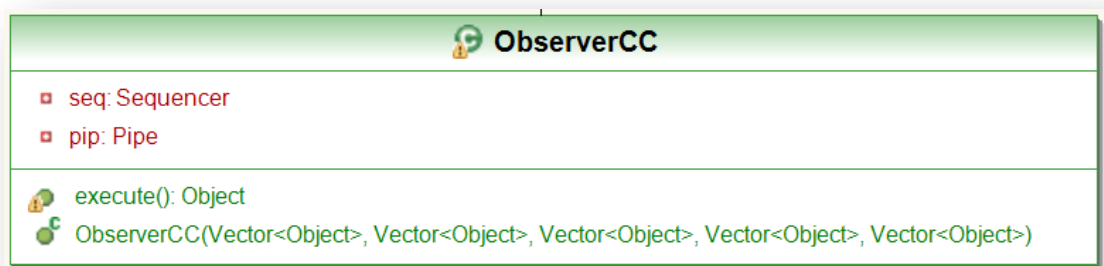 ObserverCC
seq: Sequencer
pip: Pipe
execute(): Object
ObserverCC(Vector<Object>, Vector<Object>, Vector<Object>, Vector<Object>, Vector<Object>)